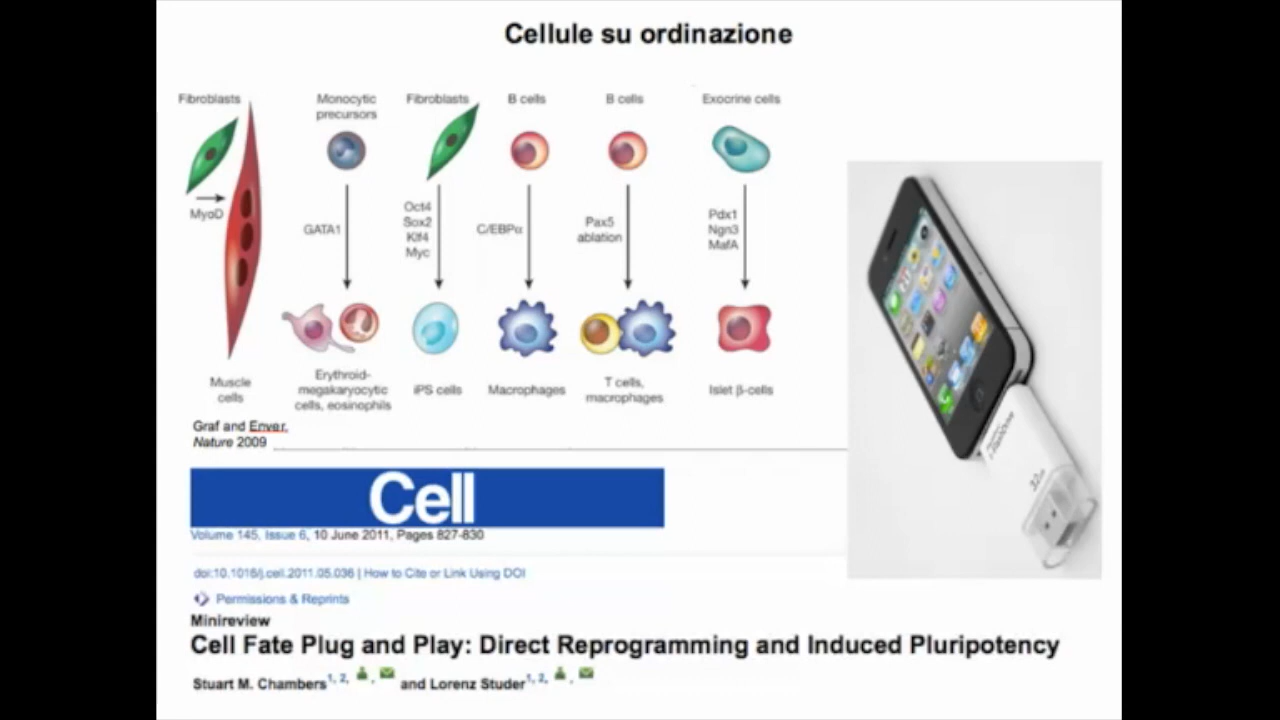 Cellule su ordinazione
Fibroblasts
Monocytic
precursors
Fibroblasts
B cells
B cells
Exocrine cells
MyoD
GATA1
Oct4
Sox2
Klf4
Myc
C/EBPα
Pax5
ablation
Pdx1
Ngn3
MafA
Muscle
cells
Erythroid-
megakaryocytic
cells, eosinophils
iPS cells
Macrophages
T cells,
macrophages
Islet β-cells
Graf and Enver,
Nature 2009
32GB
Cell
Volume 145, Issue 6, 10 June 2011, Pages 827-830
doi:10.1016/j.cell.2011.05.036 | How to Cite or Link Using DOI
Permissions & Reprints
Minireview
Cell Fate Plug and Play: Direct Reprogramming and Induced Pluripotency
Stuart M. Chambers1, 2, , and Lorenz Studer1, 2, ,